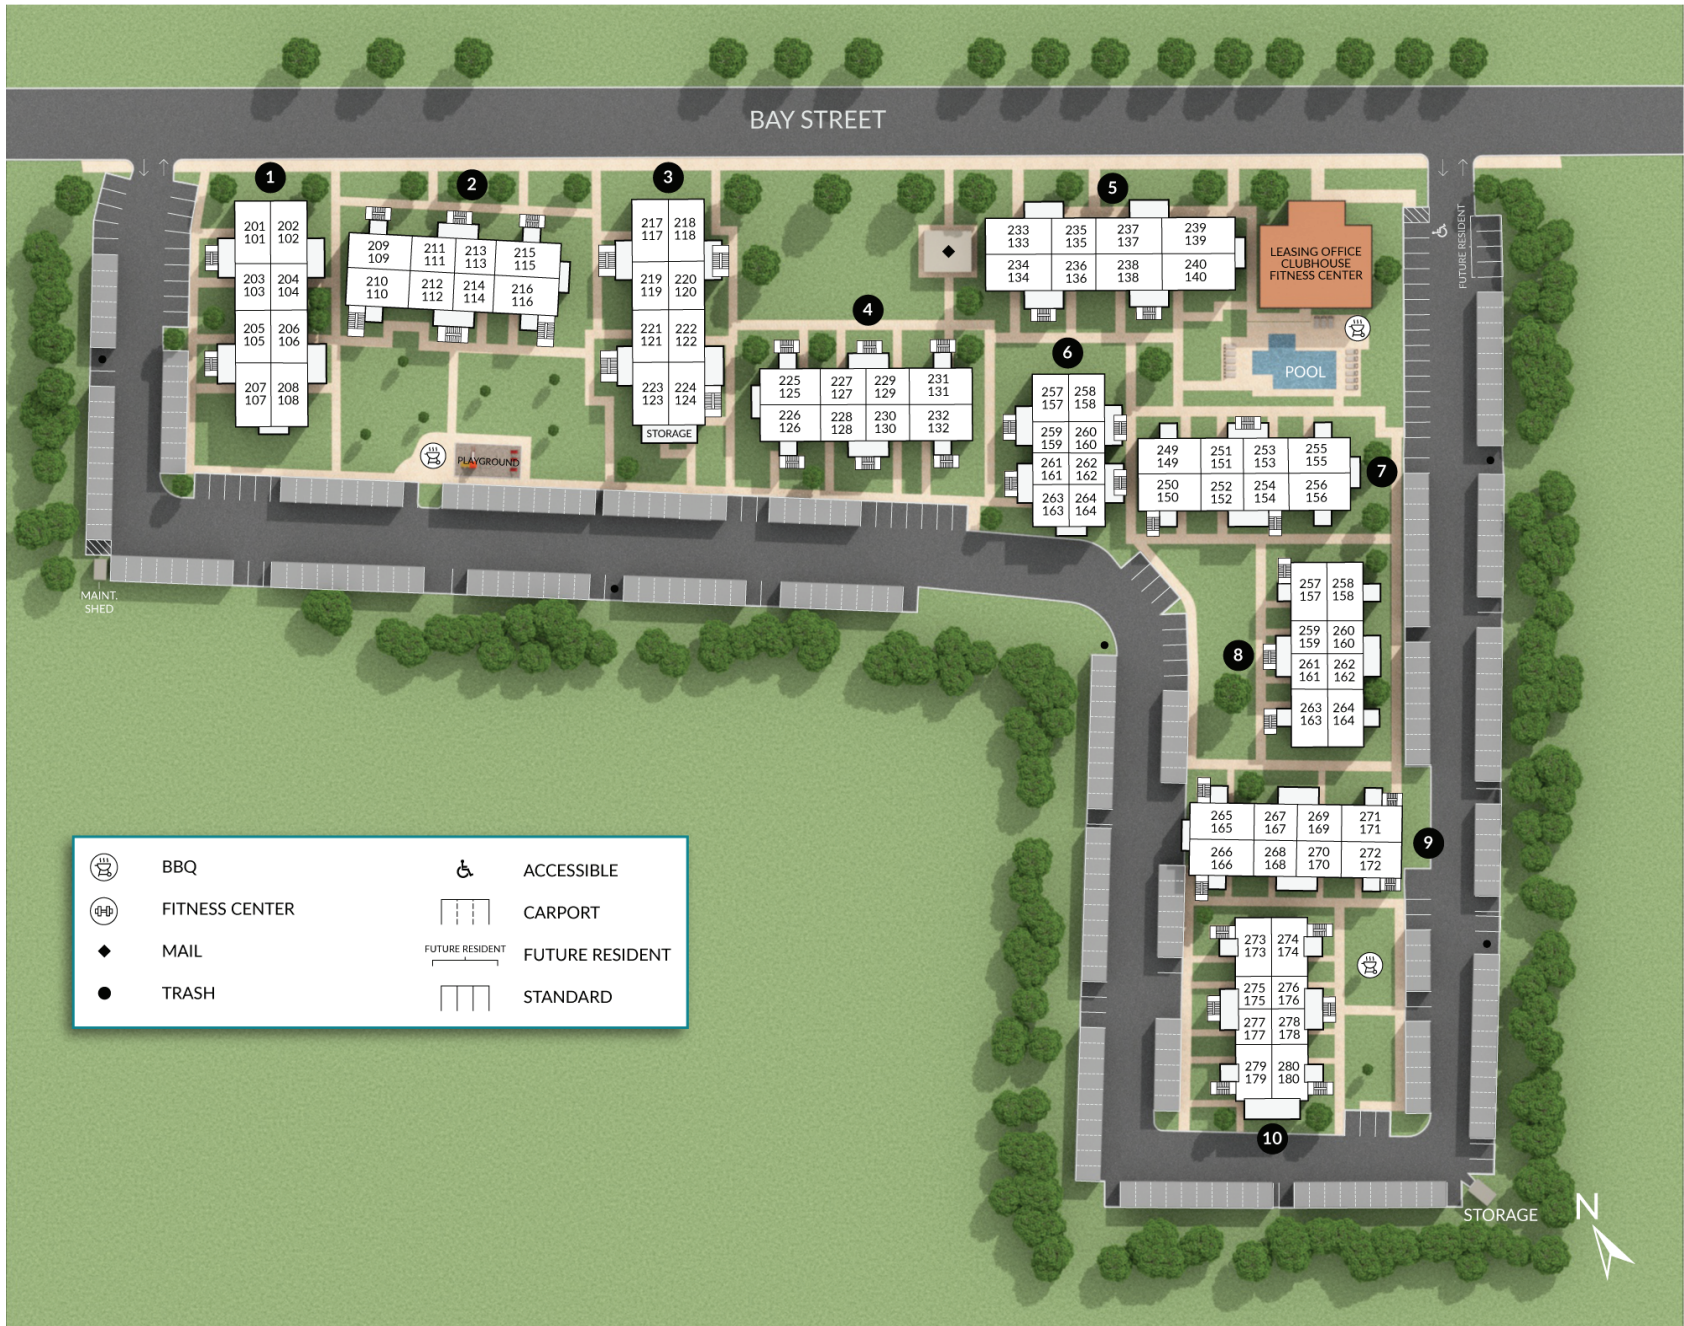 BAY STREET
1
201 202
101 102
203 204
103 104
205 206
105 106
207 208
107 108
2
209 211 213 215
109 111 113 115
210 212 214 216
110 112 114 116
3
217 218
117 118
219 220
119 120
221 222
121 122
223 224
123 124
STORAGE
PLAYGROUND
4
225 227 229 231
125 127 129 131
226 228 230 232
126 128 130 132
5
233 235 237 239
133 135 137 139
234 236 238 240
134 136 138 140
LEASING OFFICE
CLUBHOUSE
FITNESS CENTER
FUTURE RESIDENT
POOL
6
257 258
157 158
259 260
159 160
261 262
161 162
263 264
163 164
7
249 251 253 255
149 151 153 155
250 252 254 256
150 152 154 156
MAINT.
SHED
8
257 258
157 158
259 260
159 160
261 262
161 162
263 264
163 164
9
265 267 269 271
165 167 169 171
266 268 270 272
166 168 170 172
273 274
173 174
275 276
175 176
277 278
177 178
279 280
179 180
10
STORAGE
N
BBQ
FITNESS CENTER
MAIL
TRASH
ACCESSIBLE
CARPORT
FUTURE RESIDENT FUTURE RESIDENT
STANDARD